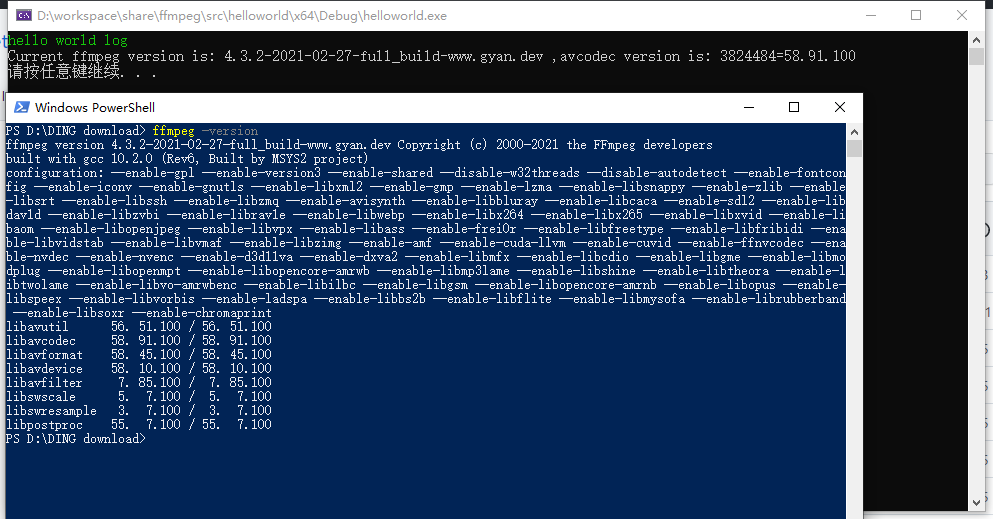 D:\workspace\share\ffmpeg\src\helloworld\x64\Debug\helloworld.exe
hello world log
Current ffmpeg version is: 4.3.2-2021-02-27-full_build-www.gyan.dev ,avcodec version is: 3824484=58.91.100
请按任意键继续. . .
Windows PowerShell
PS D:\DING download> ffmpeg -version
ffmpeg version 4.3.2-2021-02-27-full_build-www.gyan.dev Copyright (c) 2000-2021 the FFmpeg developers
built with gcc 10.2.0 (Rev6, Built by MSYS2 project)
configuration: --enable-gpl --enable-version3 --enable-shared --disable-w32threads --disable-autodetect --enable-fontcon
fig --enable-iconv --enable-gnutls --enable-libxml2 --enable-gmp --enable-lzma --enable-libsnappy --enable-zlib --enable
-libsrt --enable-libssh --enable-libzmq --enable-avisynth --enable-libbluray --enable-libcaca --enable-sdl2 --enable-lib
dav1d --enable-libzvbi --enable-librav1e --enable-libwebp --enable-libx264 --enable-libx265 --enable-libxvid --enable-li
baom --enable-libopenjpeg --enable-libvpx --enable-libass --enable-frei0r --enable-libfreetype --enable-libfribidi --ena
ble-libvidstab --enable-libvmaf --enable-libzimg --enable-amf --enable-cuda-llvm --enable-cuvid --enable-ffnvcodec --ena
ble-nvdec --enable-nvenc --enable-d3d11va --enable-dxva2 --enable-libmfx --enable-libcdio --enable-libgme --enable-libmo
dplug --enable-libopenmpt --enable-libopencore-amrwb --enable-libmp3lame --enable-libshine --enable-libtheora --enable-l
ibtwolame --enable-libvo-amrwbenc --enable-libilbc --enable-libgsm --enable-libopencore-amrnb --enable-libopus --enable-
libspeex --enable-libvorbis --enable-ladspa --enable-libbs2b --enable-libflite --enable-libmysofa --enable-librubberband
--enable-libsoxr --enable-chromaprint
libavutil 56. 51.100 / 56. 51.100
libavcodec 58. 91.100 / 58. 91.100
libavformat 58. 45.100 / 58. 45.100
libavdevice 58. 10.100 / 58. 10.100
libavfilter 7. 85.100 / 7. 85.100
libswscale 5. 7.100 / 5. 7.100
libswresample 3. 7.100 / 3. 7.100
libpostproc 55. 7.100 / 55. 7.100
PS D:\DING download>